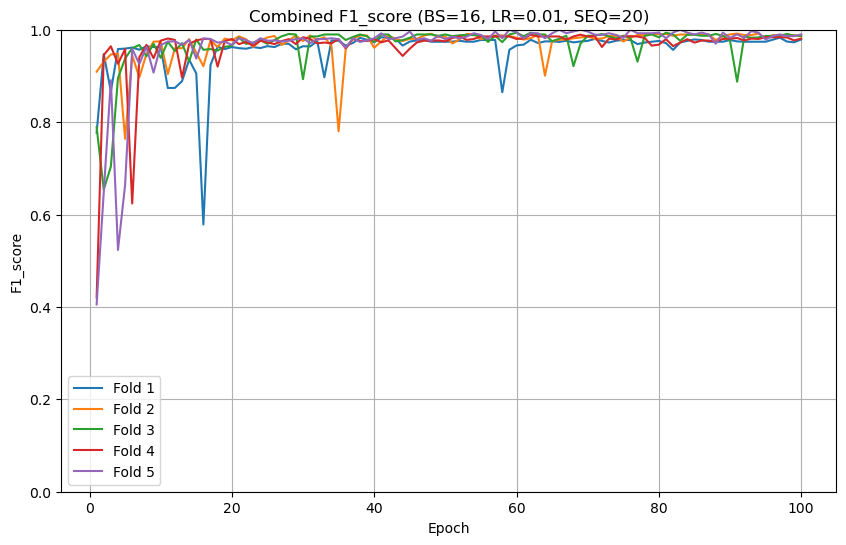 Combined F1_score (BS=16, LR=0.01, SEQ=20)
1.0
0.8
0.6
0.4
0.2
0.0
F1_score
Fold 1
Fold 2
Fold 3
Fold 4
Fold 5
0
20
40
60
80
100
Epoch